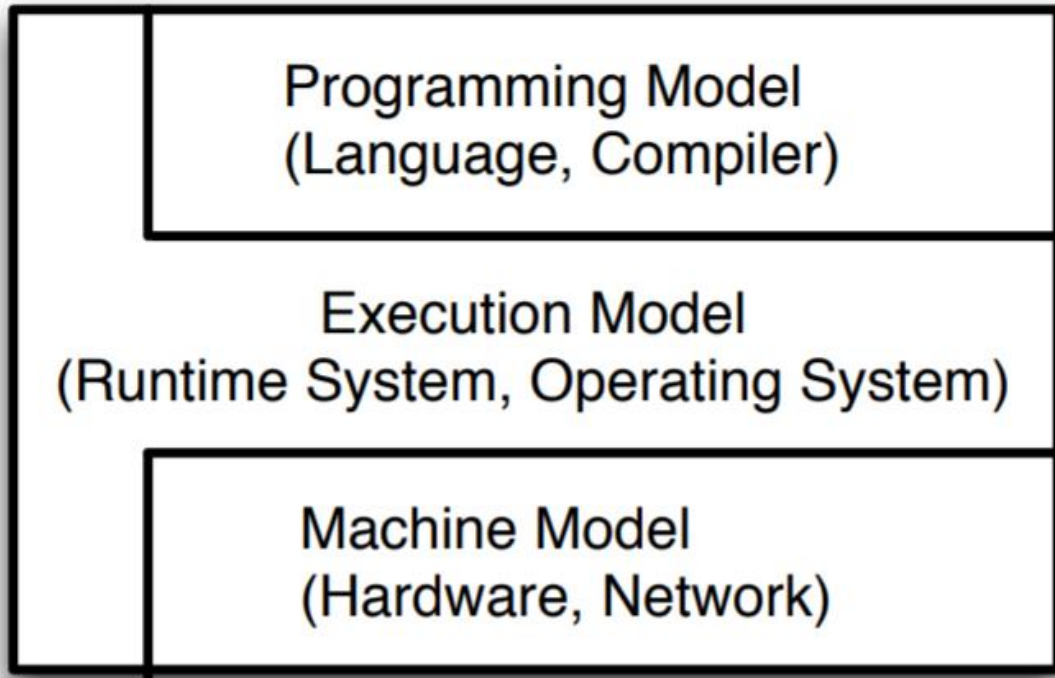 Programming Model
(Language, Compiler)
Execution Model
(Runtime System, Operating System)
Machine Model
(Hardware, Network)